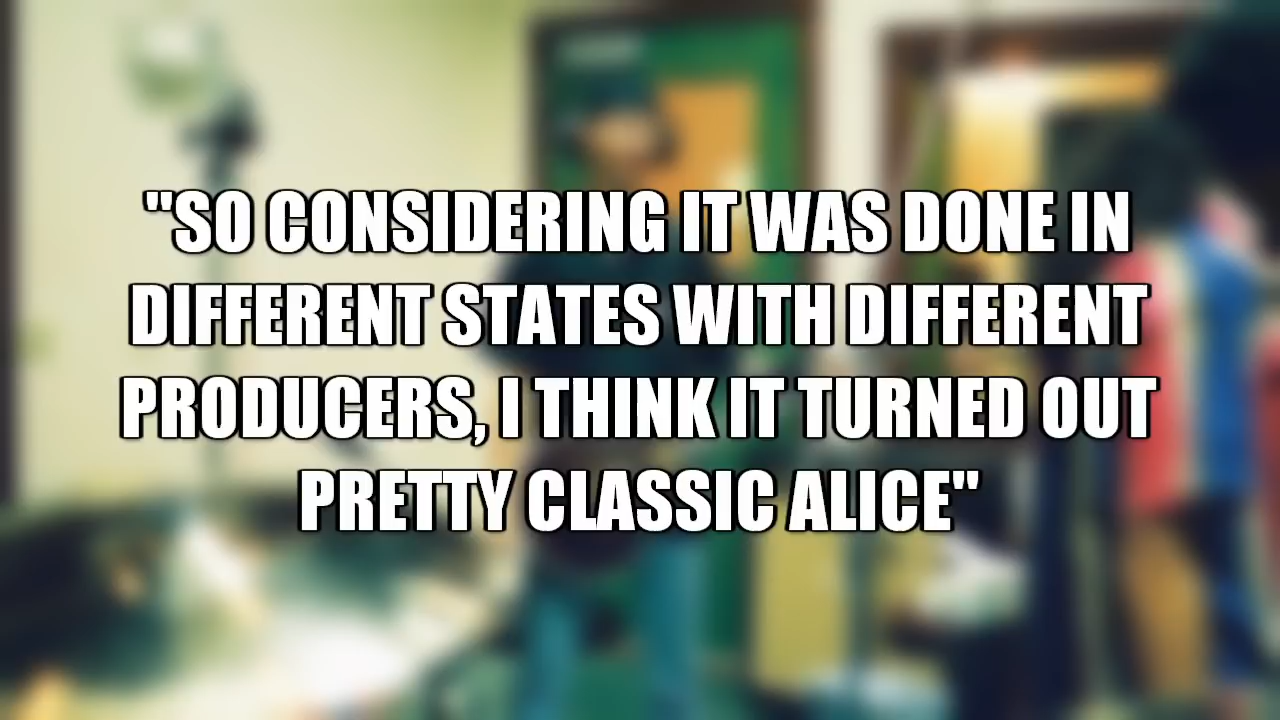 "SO CONSIDERING IT WAS DONE IN
DIFFERENT STATES WITH DIFFERENT
PRODUCERS, I THINK IT TURNED OUT
PRETTY CLASSIC ALICE"